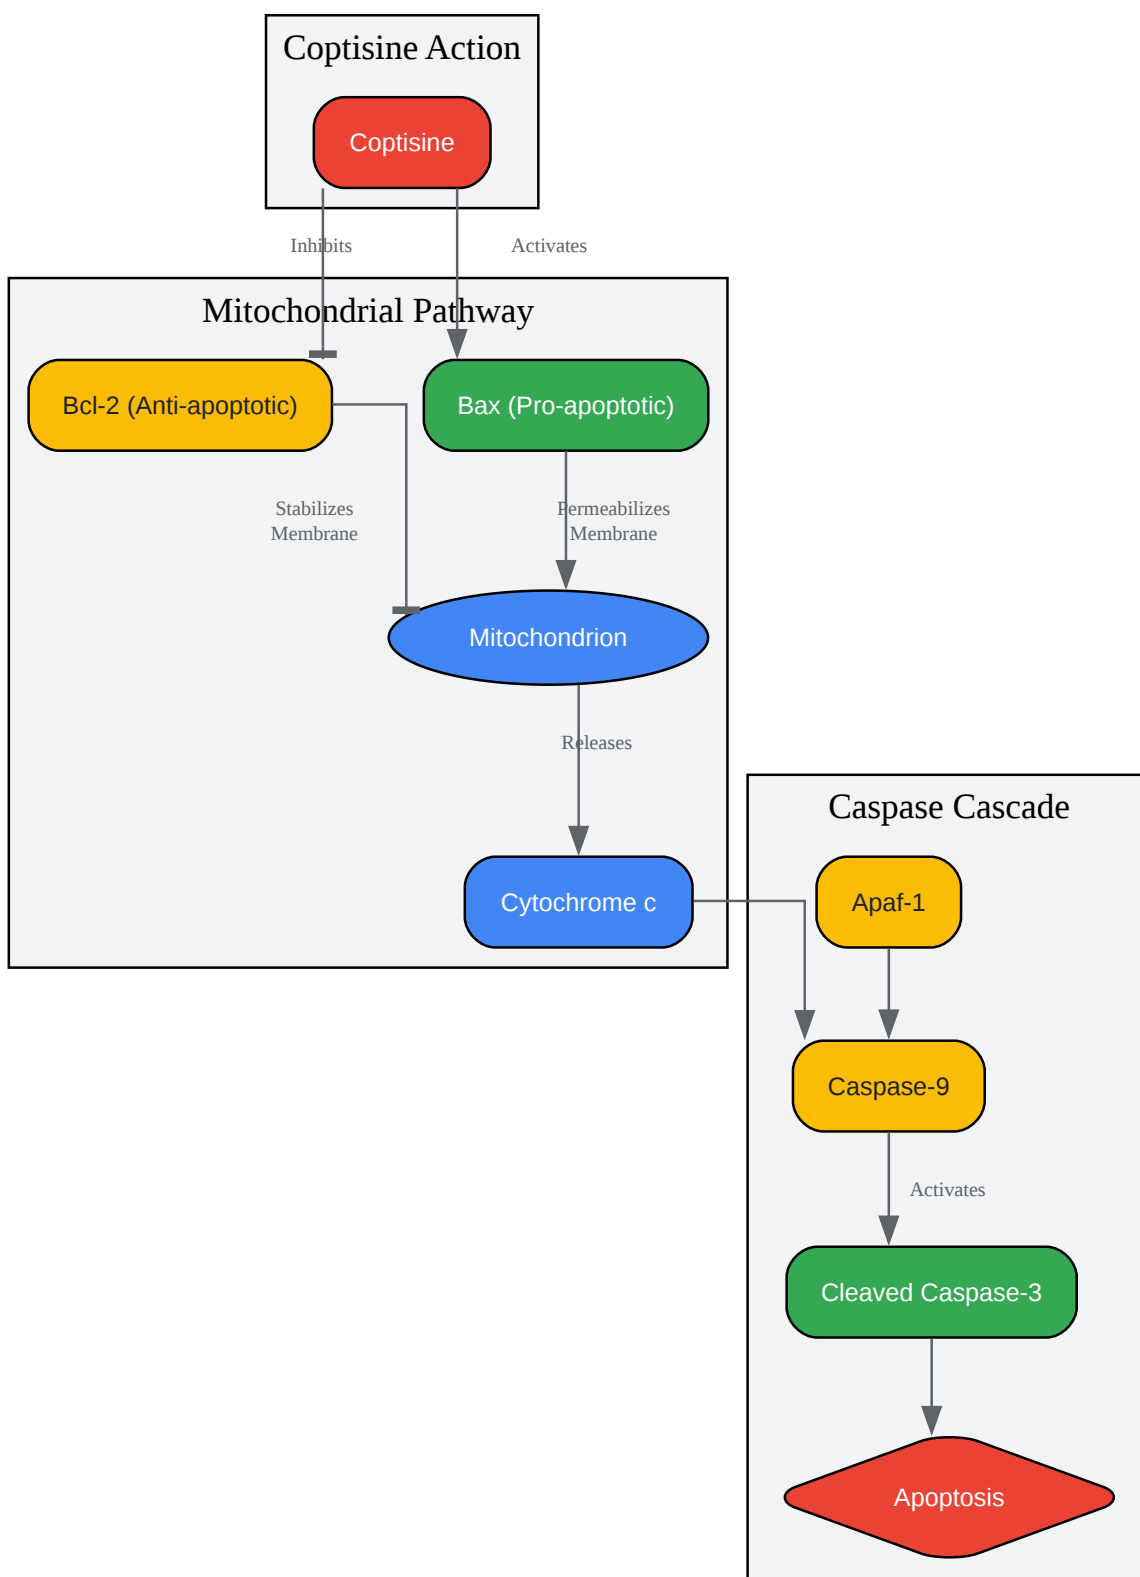 Coptisine Action
Coptisine
Inhibits
Activates
Mitochondrial Pathway
Bcl-2 (Anti-apoptotic)
Bax (Pro-apoptotic)
Stabilizes
Membrane
Permeabilizes
Membrane
Mitochondrion
Releases
Caspase Cascade
Cytochrome c
Apaf-1
Caspase-9
Activates
Cleaved Caspase-3
Apoptosis